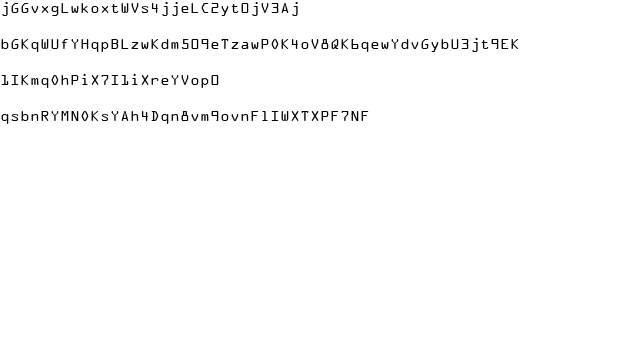 jGGvxgLwkoxtWVs4jjeLC2ytOjV3Aj
bGKqWUfYHqpBLzwKdm5O9eTzawP0K4oV8QK6qewYdvGybU3jt9EK
1IKmq0hPiX7I1iXreYVopO
qsbnRYMN0KsYAh4Dqn8vm9ovnF1IWXTXPF7NF